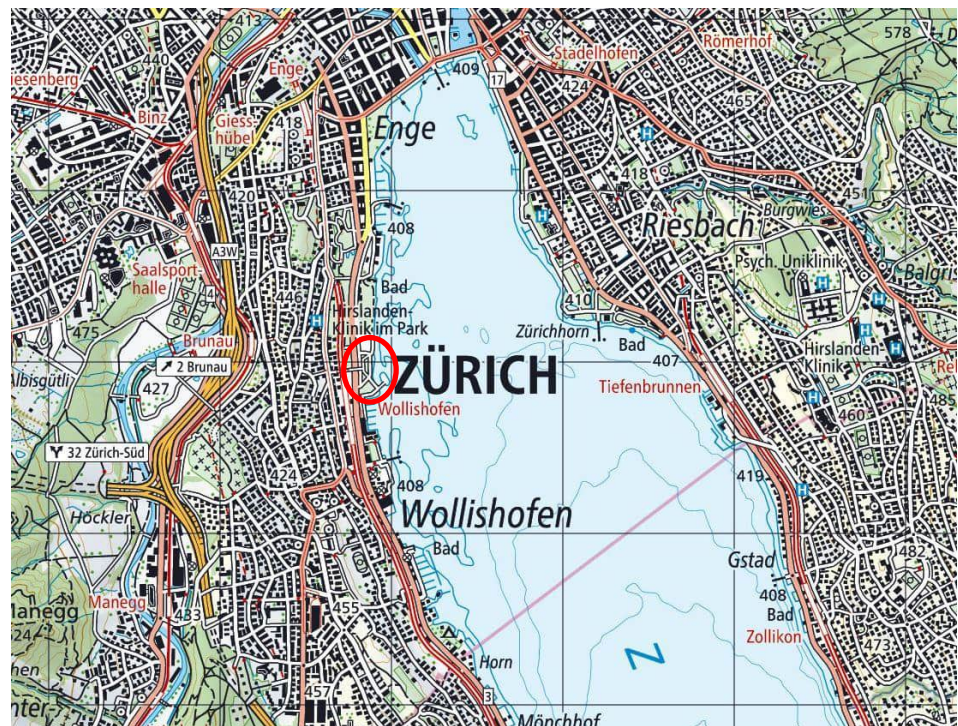 413
578
440
409
Stadelhofen
Römerhof
17
424
465
Enge
Binz
Giess-
hübel
418
Enge
H
418
451
H
420
Burgwies
H
Riesbach
408
A3W
Psych. Uniklinik
H
Balgris
Saalsport-
halle
446
Bad
410
Hirslanden-
Klinik im Park
H
475
Zürichhorn
H
Brunau
Bad
407
Hirslanden-
Klinik
H
2 Brunau
ZÜRICH
Albisgütli
427
Tiefenbrunnen
H
485
Wollishofen
460
32 Zürich-Süd
424
419
408
H
Höckler
Wollishofen
Bad
Gstad
482
408
Manegg
433
455
Bad
Manegg
Zollikon
473
Z
Horn
457
3
Mönchhof